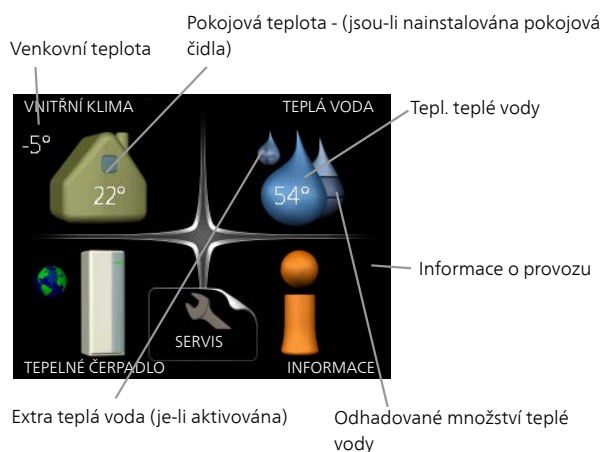 Pokojová teplota - (jsou-li nainstalována pokojová
čidla)
Venkovní teplota
VNITŘNÍ KLIMA
TEPLÁ VODA
Tepl. teplé vody
-5°
22°
54°
Informace o provozu
SERVIS
TEPELNÉ ČERPADLO
INFORMACE
Extra teplá voda (je-li aktivována)
Odhadované množství teplé
vody